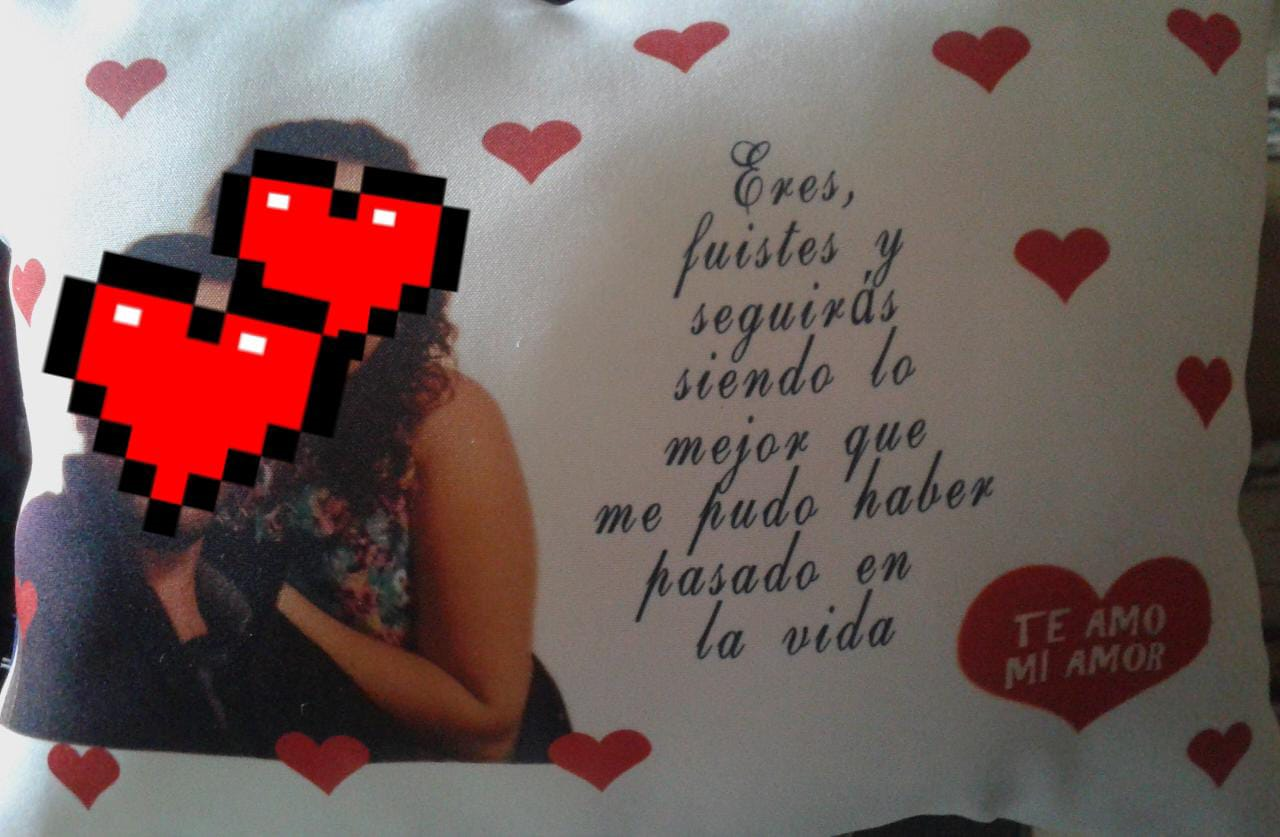 Eres,
fuistes y
seguirás
siendo lo
mejor que
me pudo haber
pasado en
la vida
TE AMO
MI AMOR